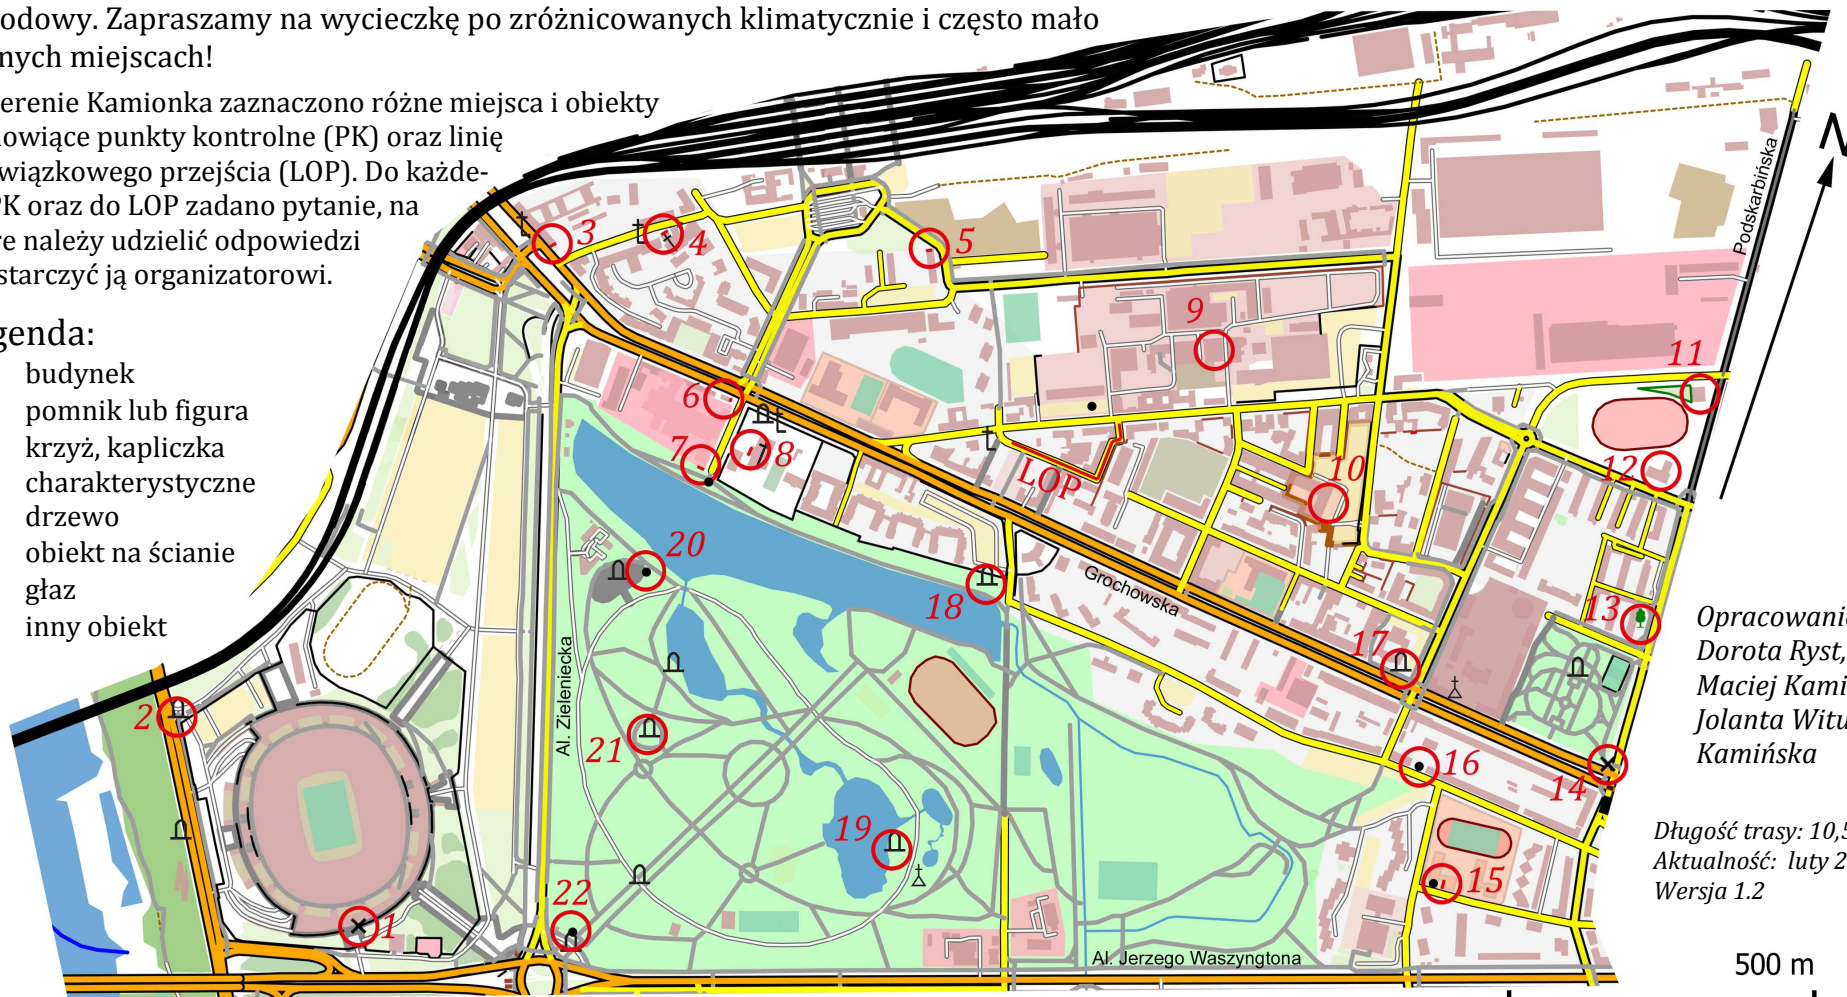 odowy. Zapraszamy na wycieczkę po zróżnicowanych klimatycznie i często mało
nych miejscach!
erenie Kamionka zaznaczono różne miejsca i obiekty
nowiące punkty kontrolne (PK) oraz linię
wiązkowego przejścia (LOP). Do każde-
PK oraz do LOP zadano pytanie, na
re należy udzielić odpowiedzi
starczyć ją organizatorowi.
genda:
budynek
pomnik lub figura
krzyż, kapliczka
charakterystyczne
drzewo
obiekt na ścianie
głaz
inny obiekt
N
Podskarbińska
3
4
5
9
11
6
7
8
LOP
10
12
20
18
Grochowska
13
17
2
Al. Zieleniecka
21
16
14
19
15
22
1
Al. Jerzego Waszyngtona
Opracowanie
Dorota Ryst,
Maciej Kami
Jolanta Witu
Kamińska
Długość trasy: 10,5
Aktualność: luty 2
Wersja 1.2
500 m